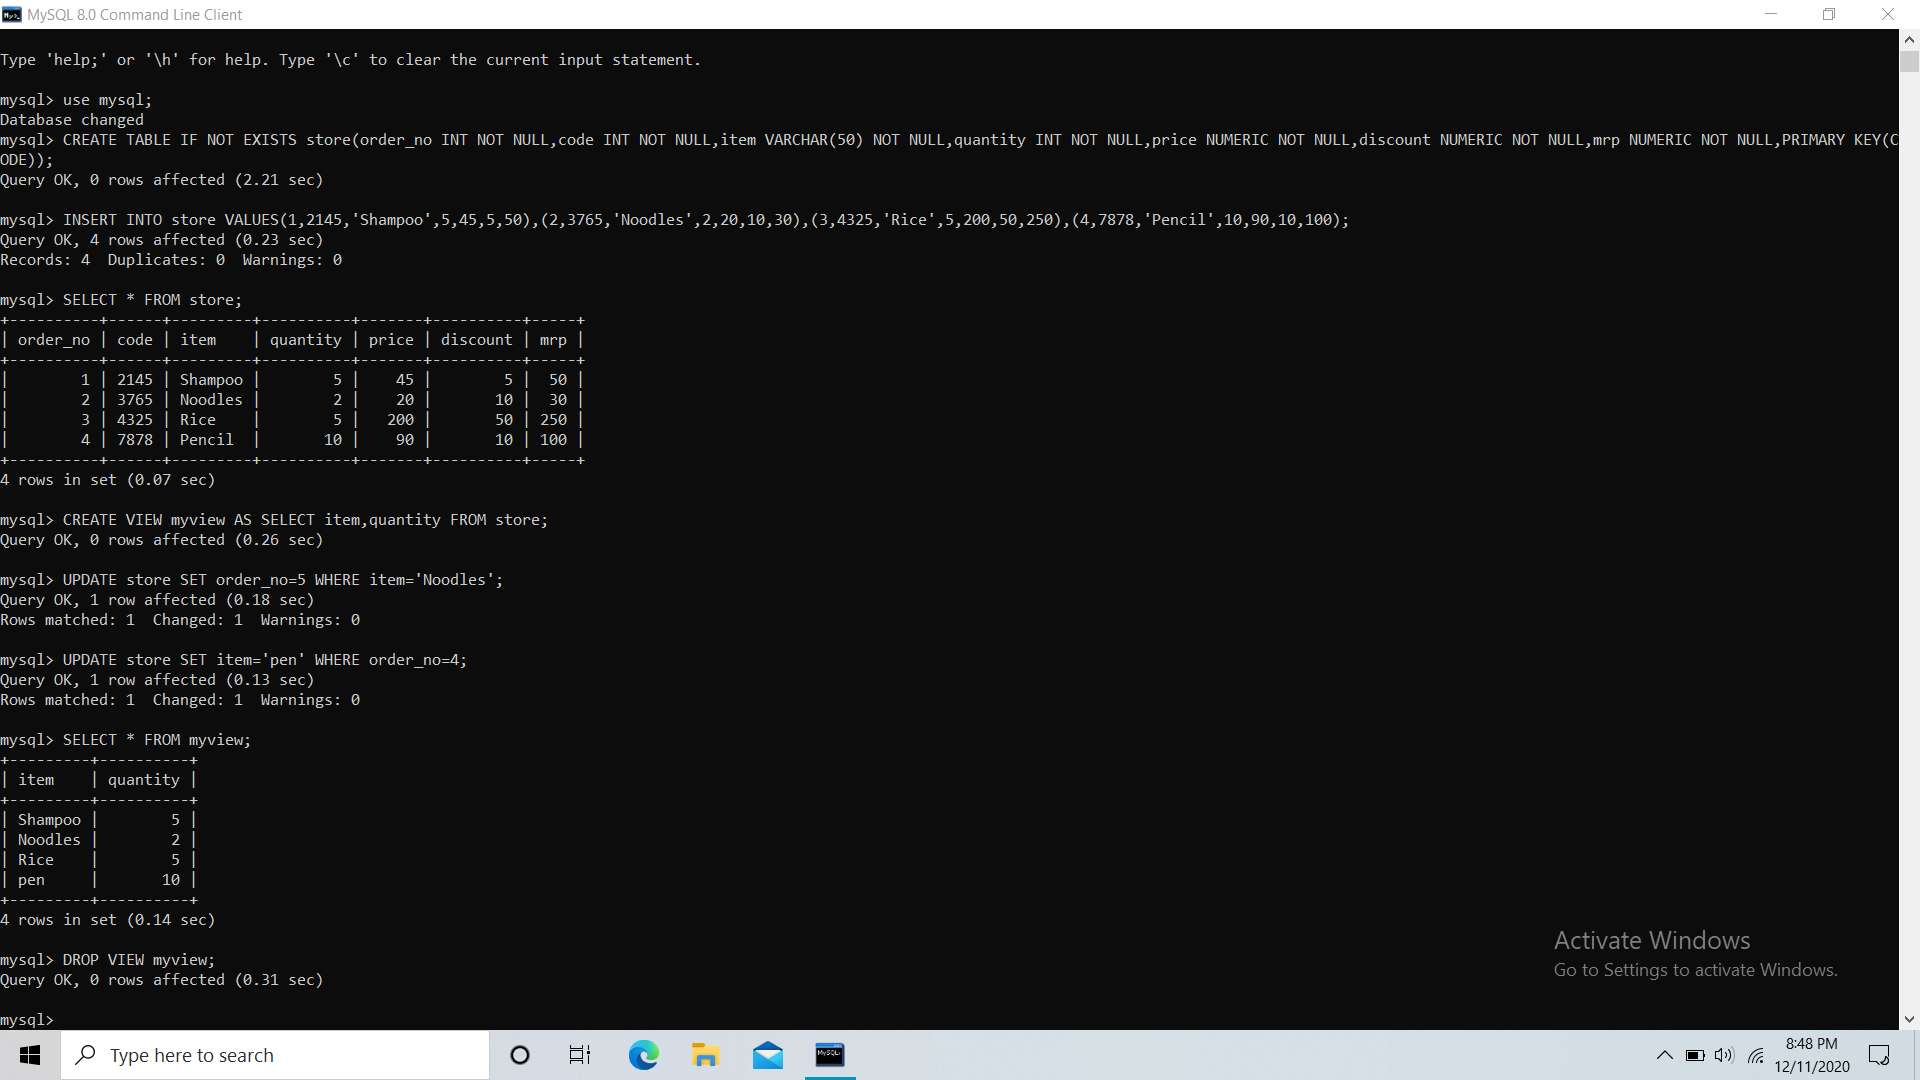 MySQL 8.0 Command Line Client
Type 'help;' or '\h' for help. Type '\c' to clear the current input statement.
mysql> use mysql;
Database changed
mysql> CREATE TABLE IF NOT EXISTS store(order_no INT NOT NULL,code INT NOT NULL,item VARCHAR(50) NOT NULL,quantity INT NOT NULL,price NUMERIC NOT NULL,discount NUMERIC NOT NULL,mrp NUMERIC NOT NULL,PRIMARY KEY(C
ODE));
Query OK, 0 rows affected (2.21 sec)
mysql> INSERT INTO store VALUES(1,2145,'Shampoo',5,45,5,50),(2,3765,'Noodles',2,20,10,30),(3,4325,'Rice',5,200,50,250),(4,7878,'Pencil',10,90,10,100);
Query OK, 4 rows affected (0.23 sec)
Records: 4  Duplicates: 0  Warnings: 0
mysql> SELECT * FROM store;
+----------+------+---------+----------+-------+----------+-----+
| order_no | code | item    | quantity | price | discount | mrp |
+----------+------+---------+----------+-------+----------+-----+
|        1 | 2145 | Shampoo |        5 |    45 |        5 |  50 |
|        2 | 3765 | Noodles |        2 |    20 |       10 |  30 |
|        3 | 4325 | Rice    |        5 |   200 |       50 | 250 |
|        4 | 7878 | Pencil  |       10 |    90 |       10 | 100 |
+----------+------+---------+----------+-------+----------+-----+
4 rows in set (0.07 sec)
mysql> CREATE VIEW myview AS SELECT item,quantity FROM store;
Query OK, 0 rows affected (0.26 sec)
mysql> UPDATE store SET order_no=5 WHERE item='Noodles';
Query OK, 1 row affected (0.18 sec)
Rows matched: 1  Changed: 1  Warnings: 0
mysql> UPDATE store SET item='pen' WHERE order_no=4;
Query OK, 1 row affected (0.13 sec)
Rows matched: 1  Changed: 1  Warnings: 0
mysql> SELECT * FROM myview;
+---------+----------+
| item    | quantity |
+---------+----------+
| Shampoo |        5 |
| Noodles |        2 |
| Rice    |        5 |
| pen     |       10 |
+---------+----------+
4 rows in set (0.14 sec)
mysql> DROP VIEW myview;
Query OK, 0 rows affected (0.31 sec)
mysql>
Activate Windows
Go to Settings to activate Windows.
Type here to search
8:48 PM
12/11/2020